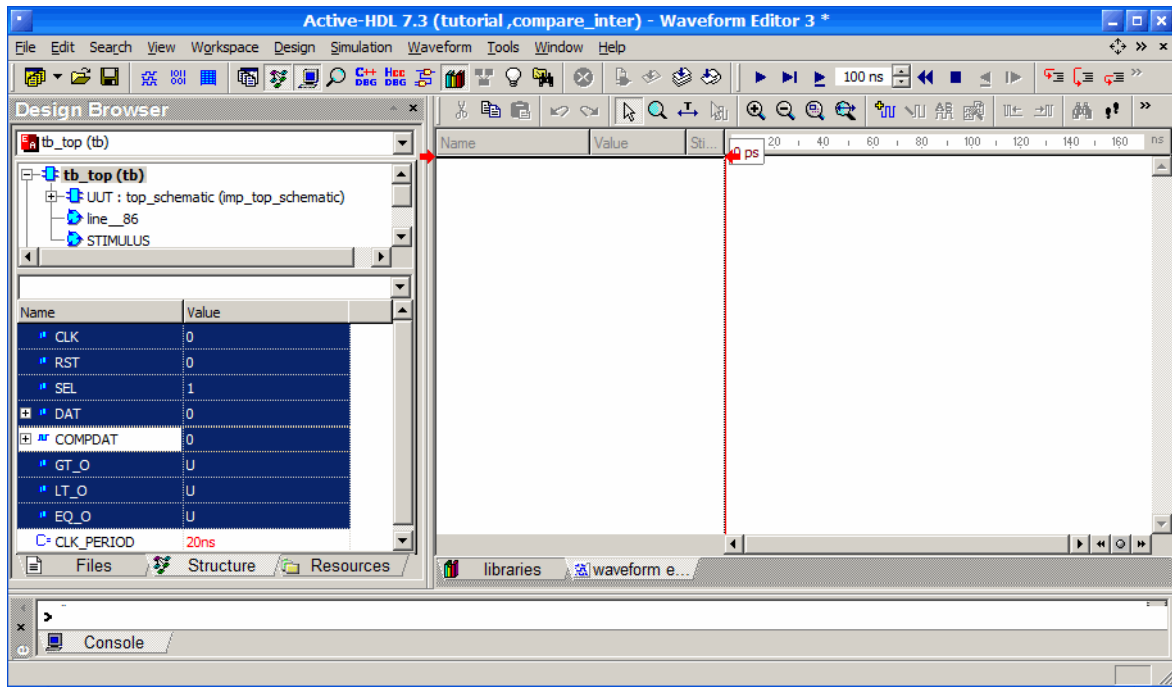 Active-HDL 7.3 (tutorial ,compare_inter) - Waveform Editor 3 *
File Edit Search View Workspace Design Simulation Waveform Tools Window Help
C++ DBG HEC DBG 100 ns
Design Browser
tb_top (tb)
tb_top (tb)
UUT : top_schematic (imp_top_schematic)
line__86
STIMULUS
Name Value
CLK 0
RST 0
SEL 1
DAT 0
COMPDAT 0
GT_O U
LT_O U
EQ_O U
CLK_PERIOD 20ns
Files Structure Resources
Name Value Sti... 20 40 60 80 100 120 140 160 ns
0 ps
libraries waveform e...
>
Console